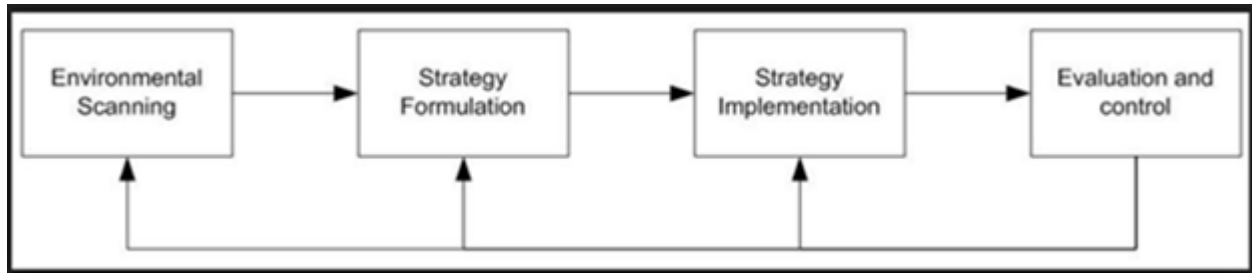 Environmental
Scanning
Strategy
Formulation
Strategy
Implementation
Evaluation and
control